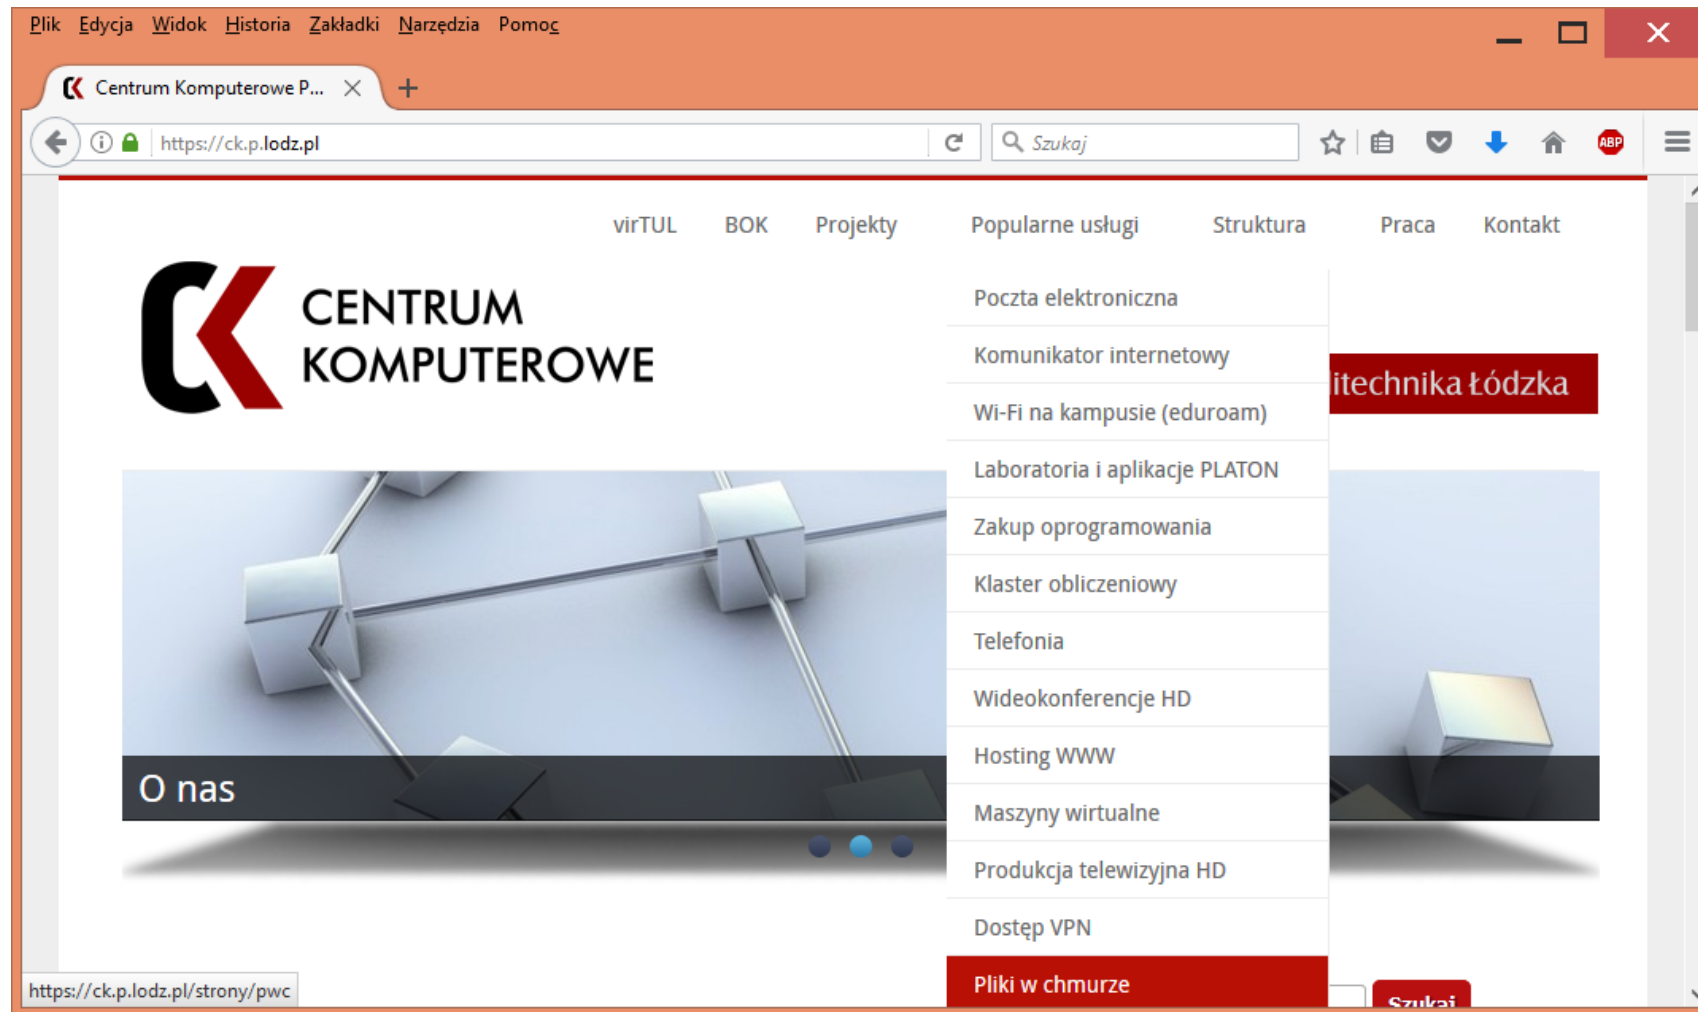 Plik Edycja Widok Historia Zakładki Narzędzia Pomoc
Centrum Komputerowe P...
https://ck.p.lodz.pl
Szukaj
ABP
virTUL BOK Projekty Popularne usługi Struktura Praca Kontakt
CENTRUM
KOMPUTEROWE
litechnika Łódzka
Poczta elektroniczna
Komunikator internetowy
Wi-Fi na kampusie (eduroam)
Laboratoria i aplikacje PLATON
Zakup oprogramowania
Klaster obliczeniowy
Telefonia
Wideokonferencje HD
Hosting WWW
Maszyny wirtualne
Produkcja telewizyjna HD
Dostęp VPN
Pliki w chmurze
O nas
Szukaj
https://ck.p.lodz.pl/strony/pwc